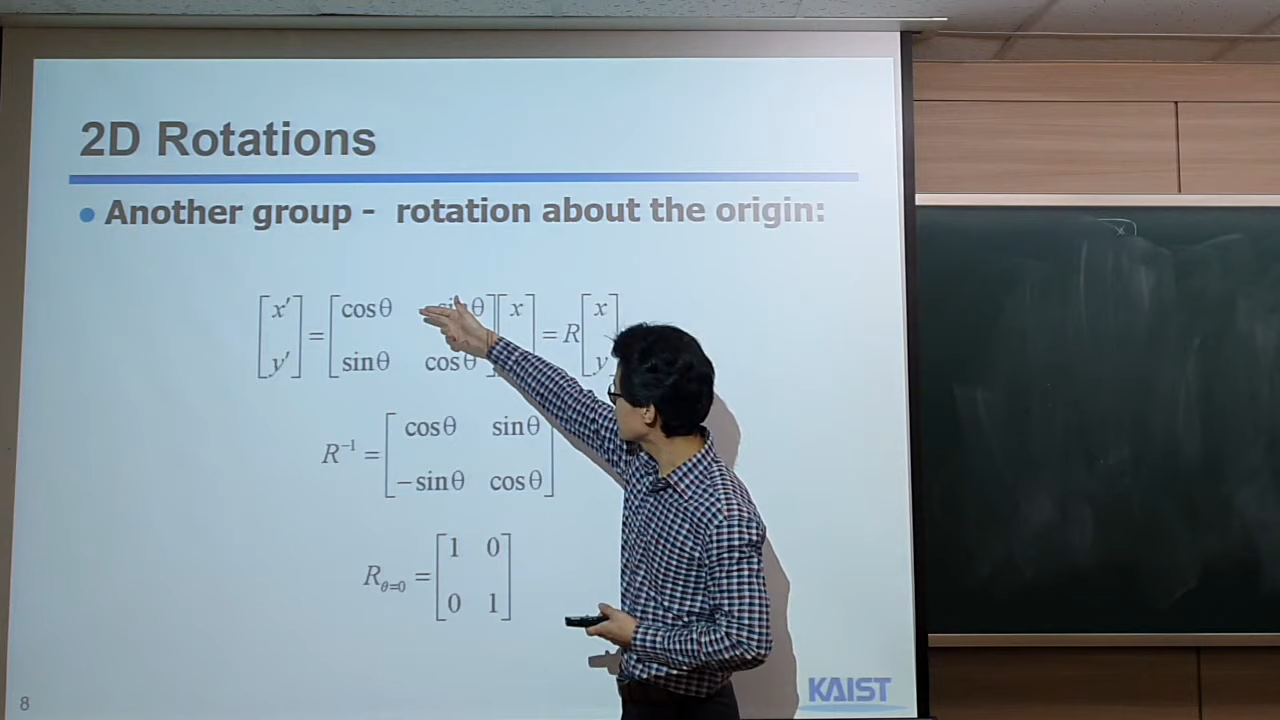 2D Rotations
• Another group - rotation about the origin:
[x′ y′] = [cosθ sinθ sinθ cosθ] [x] = R [x y]
R⁻¹ = [cosθ sinθ −sinθ cosθ]
R θ=0 = [1 0 0 1]
8
KAIST